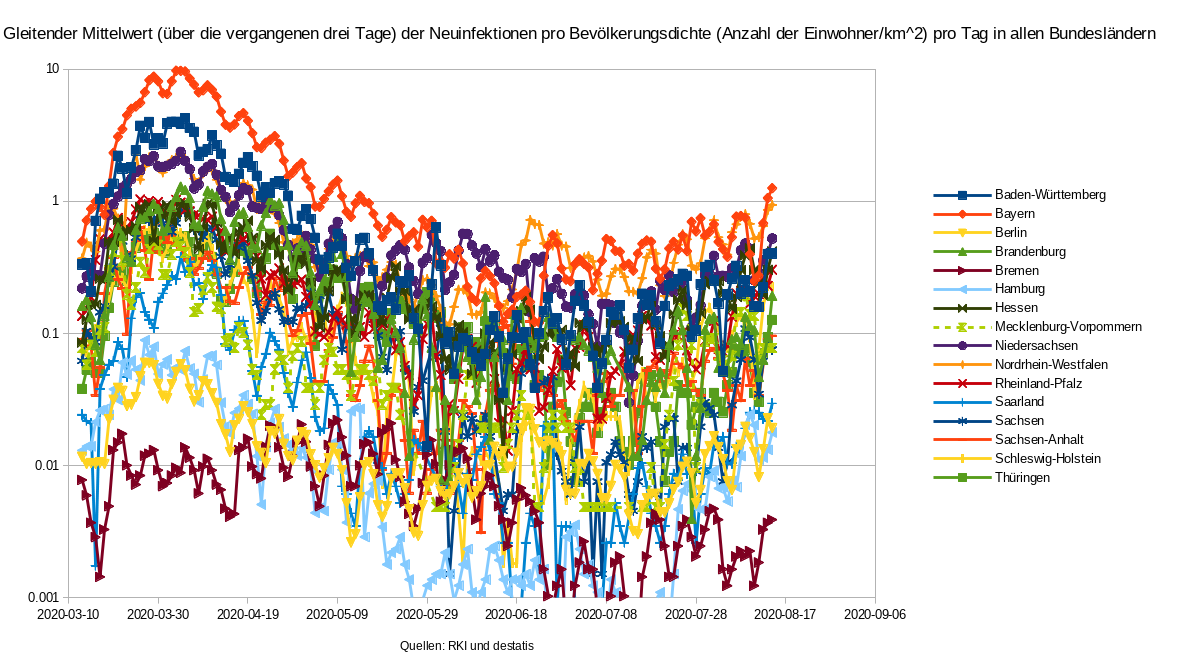 Gleitender Mittelwert (über die vergangenen drei Tage) der Neuinfektionen pro Bevölkerungsdichte (Anzahl der Einwohner/km^2) pro Tag in allen Bundesländern
10
1
0.1
0.01
0.001
2020-03-10 2020-03-30 2020-04-19 2020-05-09 2020-05-29 2020-06-18 2020-07-08 2020-07-28 2020-08-17 2020-09-06
Quellen: RKI und destatis
Baden-Württemberg
Bayern
Berlin
Brandenburg
Bremen
Hamburg
Hessen
Mecklenburg-Vorpommern
Niedersachsen
Nordrhein-Westfalen
Rheinland-Pfalz
Saarland
Sachsen
Sachsen-Anhalt
Schleswig-Holstein
Thüringen